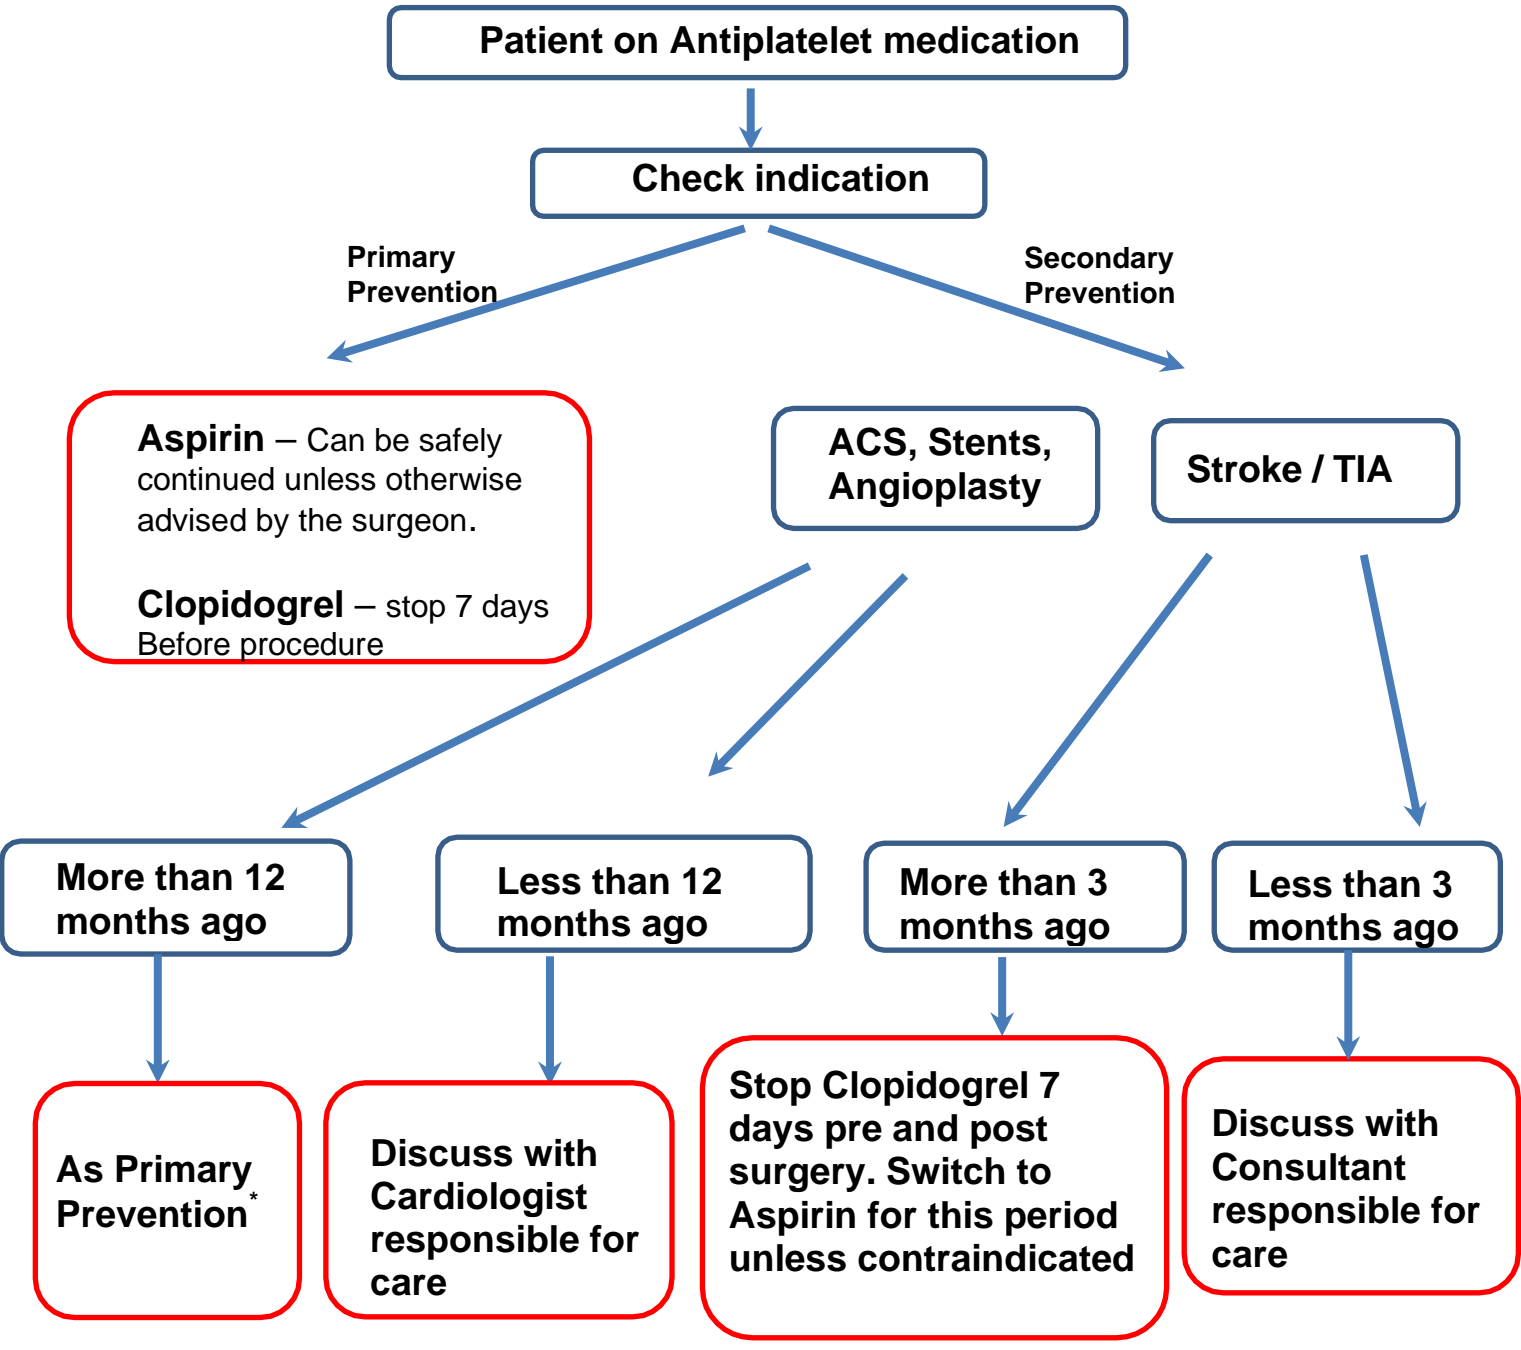 Patient on Antiplatelet medication
Check indication
Primary
Prevention
Secondary
Prevention
Aspirin – Can be safely
continued unless otherwise
advised by the surgeon.
Clopidogrel – stop 7 days
Before procedure
ACS, Stents,
Angioplasty
Stroke / TIA
More than 12
months ago
Less than 12
months ago
More than 3
months ago
Less than 3
months ago
As Primary
Prevention*
Discuss with
Cardiologist
responsible for
care
Stop Clopidogrel 7
days pre and post
surgery. Switch to
Aspirin for this period
unless contraindicated
Discuss with
Consultant
responsible for
care